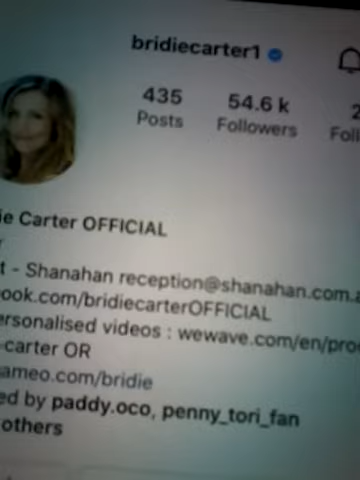 bridiecarter1
435 54.6 k 2
Posts Followers Foll
ie Carter OFFICIAL
r
t - Shanahan reception@shanahan.com.a
ook.com/bridiecarterOFFICIAL
ersonalised videos : wewave.com/en/pro
-carter OR
ameo.com/bridie
ed by paddy.oco, penny_tori_fan
others